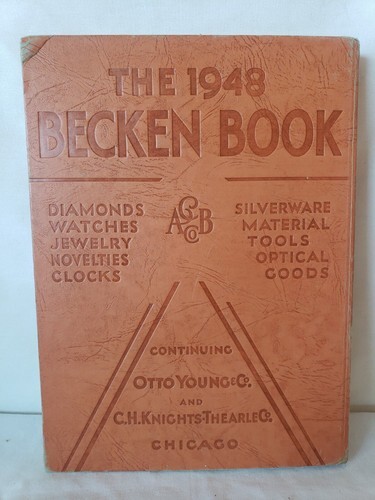 THE 1948
BECKEN BOOK
DIAMONDS
WATCHES
JEWELRY
NOVELTIES
CLOCKS
A.C.B Co
SILVERWARE
MATERIAL
TOOLS
OPTICAL
GOODS
CONTINUING
OTTO YOUNG & CO.
AND
C.H. KNIGHTS-THEARLE CO.
CHICAGO